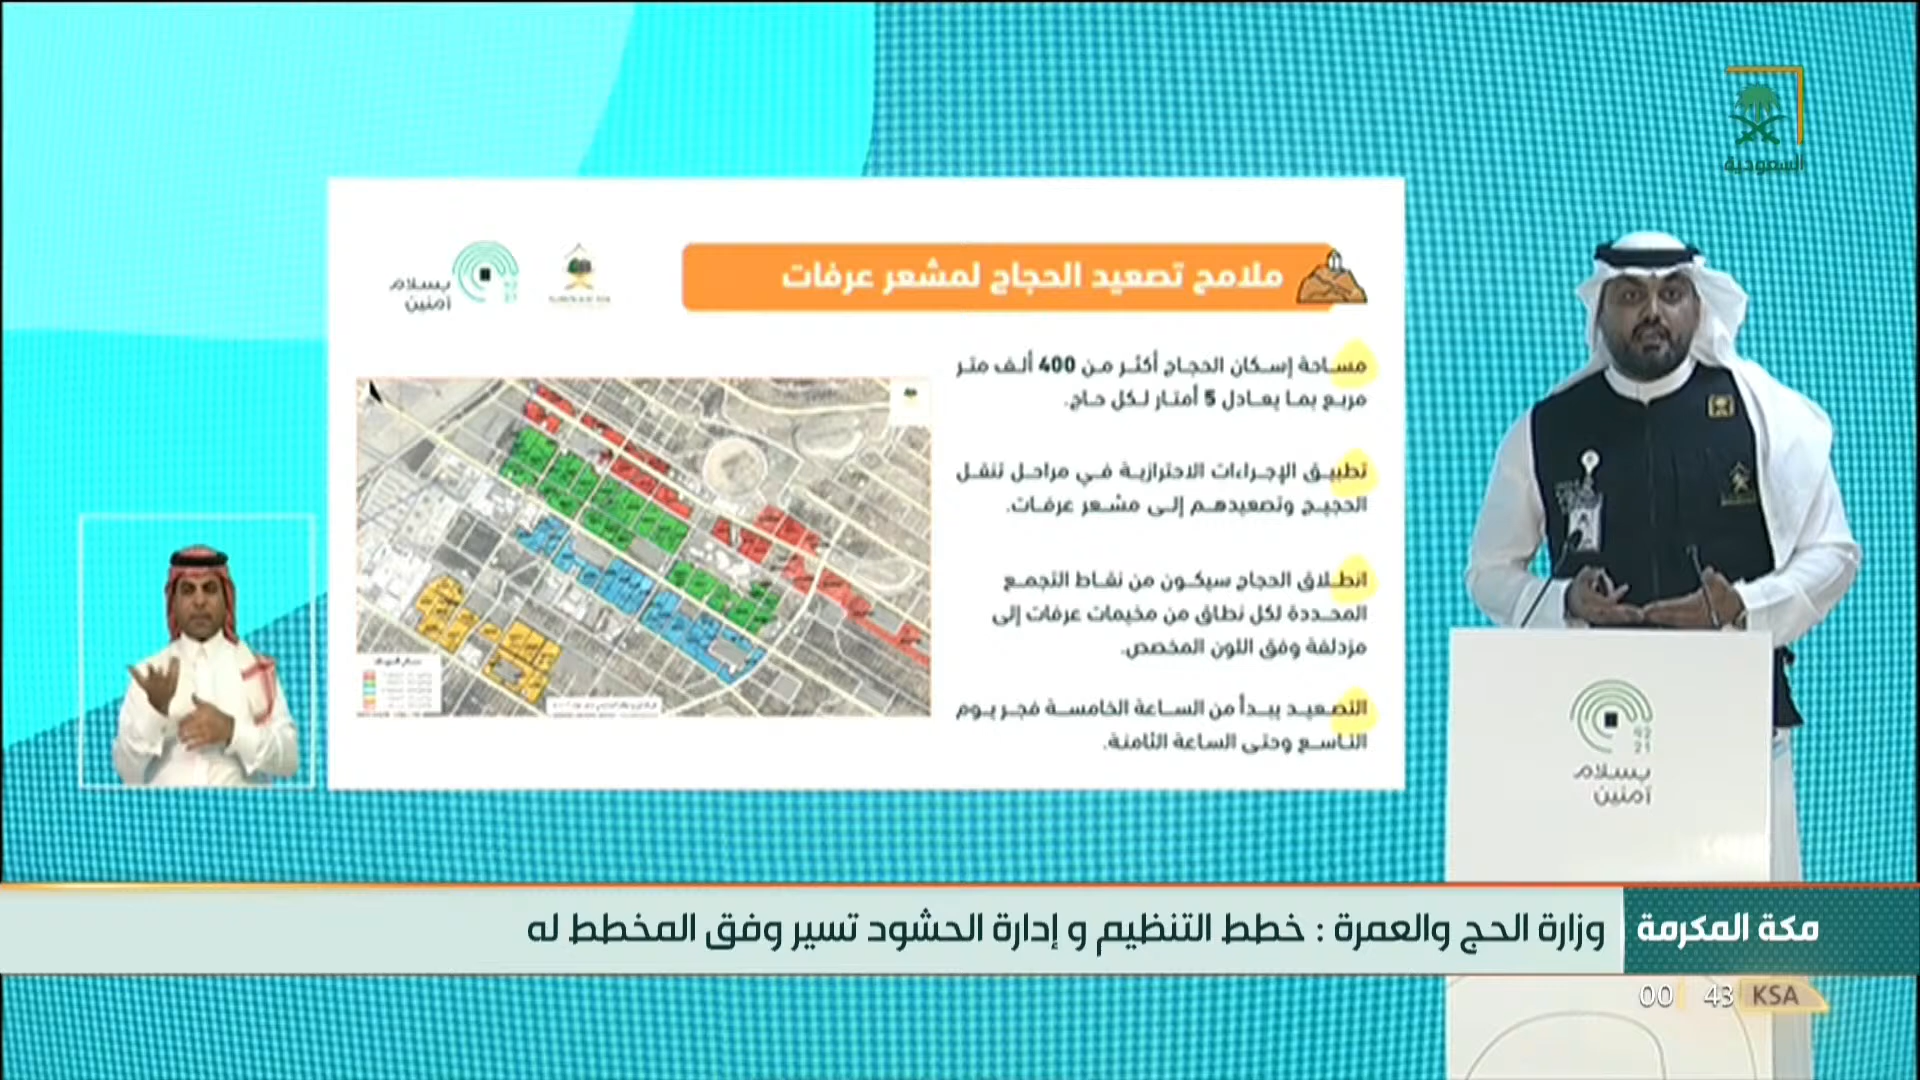 السعودية
ملامح تصعيد الحجاج لمشعر عرفات
بسلام
آمنين
مساحة إسكان الحجاج أكثر من 400 ألف متر
مربع بما يعادل 5 أمتار لكل حاج.
تطبيق الإجراءات الاحترازية في مراحل تنقل
الحجيج وتصعيدهم إلى مشعر عرفات.
انطلاق الحجاج سيكون من نقاط التجمع
المحددة لكل نطاق من مخيمات عرفات إلى
مزدلفة وفق اللون المخصص.
التصعيد يبدأ من الساعة الخامسة فجر يوم
التاسع وحتى الساعة الثامنة.
42
21
بسلام
آمنين
مكة المكرمة
وزارة الحج والعمرة : خطط التنظيم و إدارة الحشود تسير وفق المخطط له
00 43 KSA